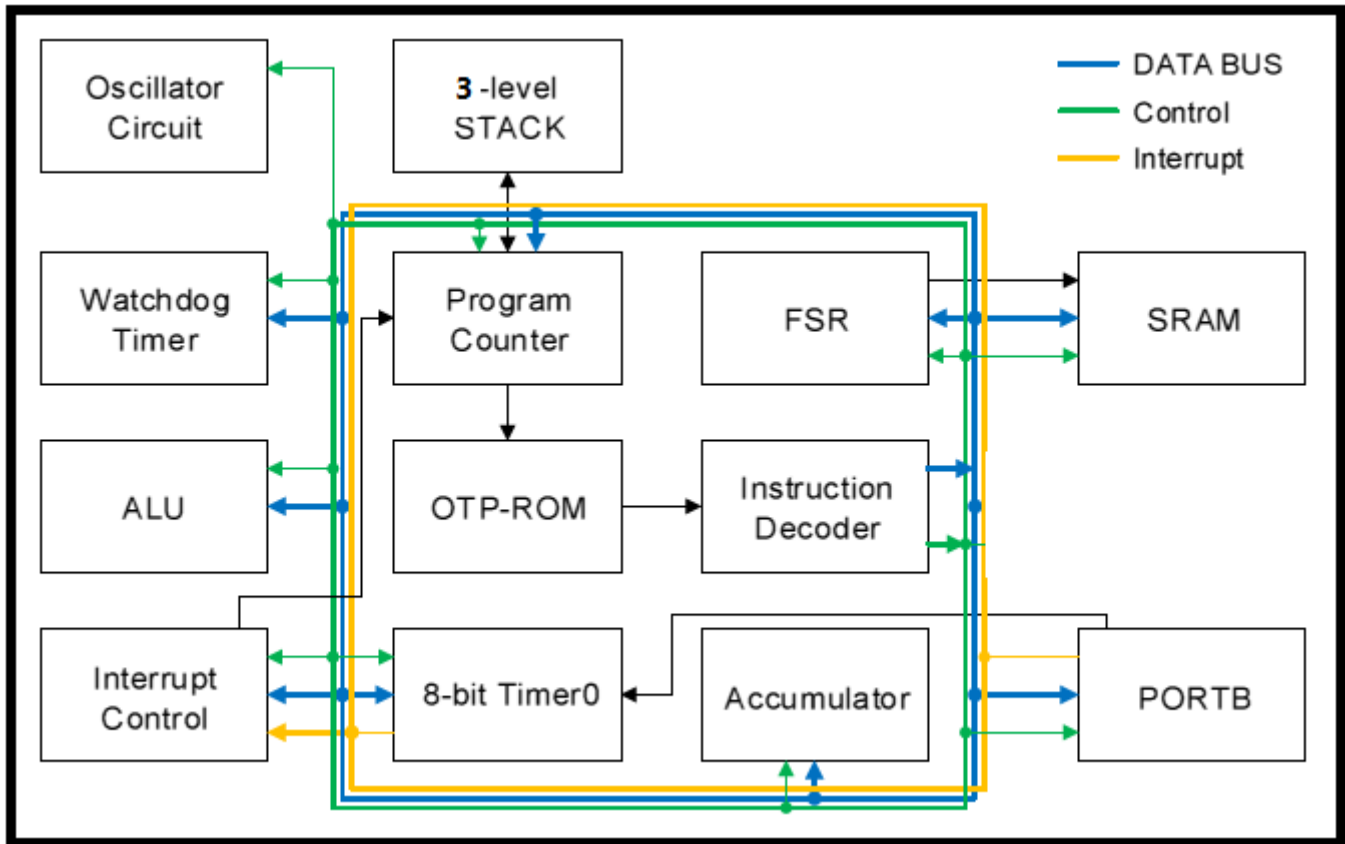 Oscillator
Circuit
3 -level
STACK
DATA BUS
Control
Interrupt
Watchdog
Timer
Program
Counter
FSR
SRAM
ALU
OTP-ROM
Instruction
Decoder
Interrupt
Control
8-bit Timer0
Accumulator
PORTB